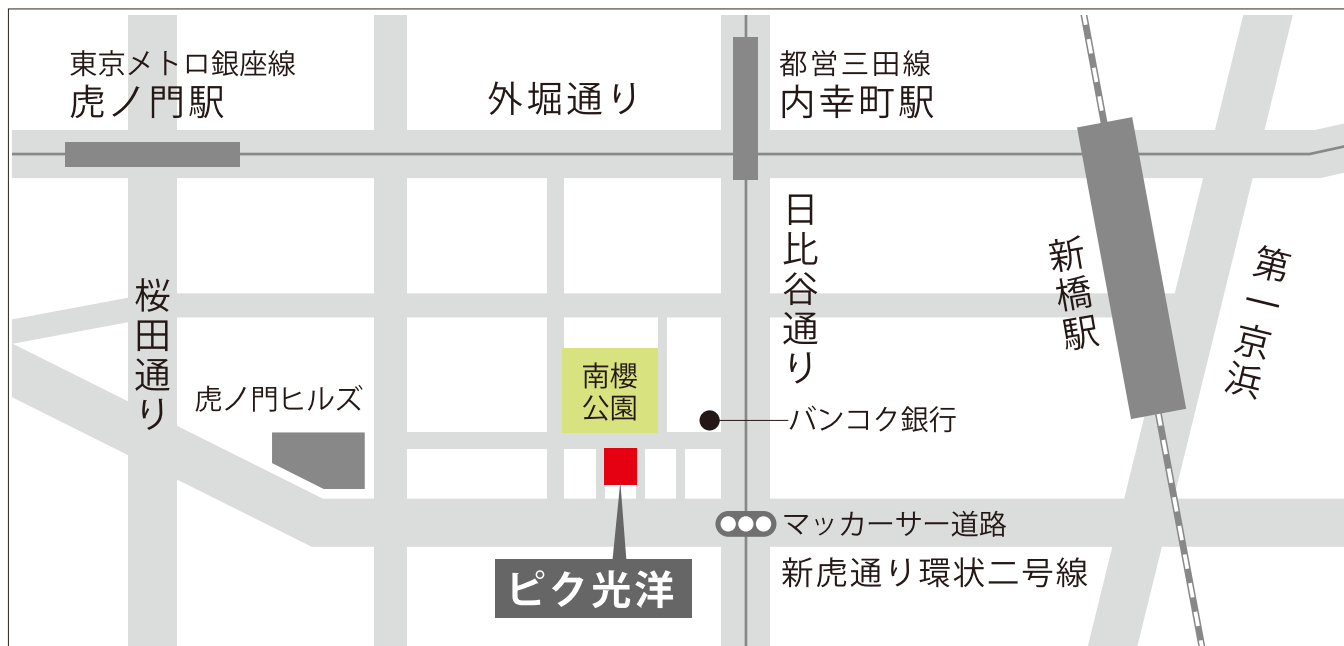 東京メトロ銀座線
虎ノ門駅
外堀通り
都営三田線
内幸町駅
日比谷通り
新橋駅
第一京浜
桜田通り
虎ノ門ヒルズ
南櫻
公園
バンコク銀行
マッカーサー道路
新虎通り環状二号線
ピク光洋